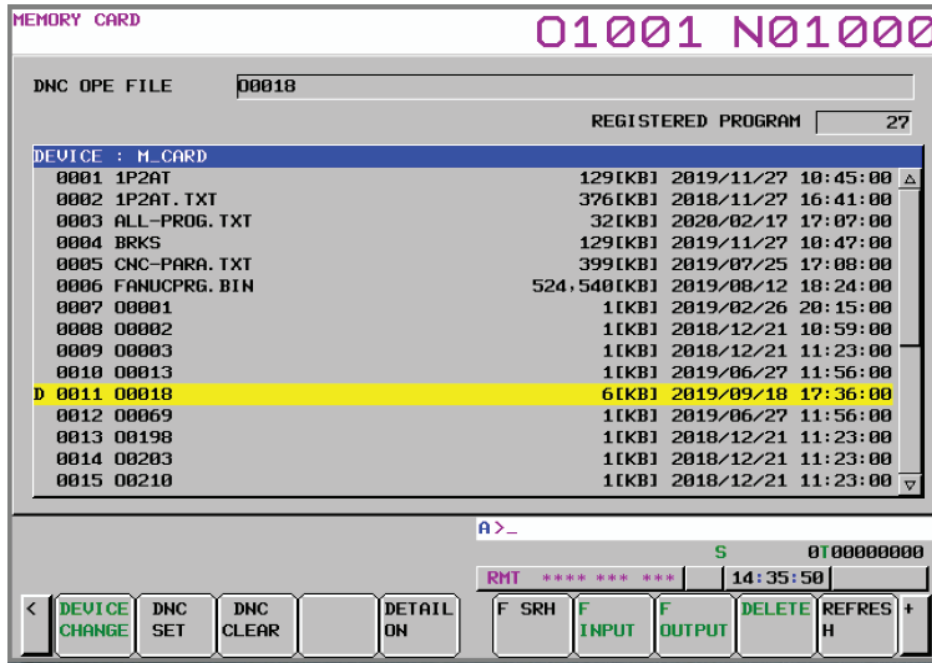 MEMORY CARD
O1001 N01000
DNC OPE FILE O0018
REGISTERED PROGRAM 27
DEVICE : M_CARD
0001 1P2AT 129[KB] 2019/11/27 10:45:00
0002 1P2AT.TXT 376[KB] 2018/11/27 16:41:00
0003 ALL-PROG.TXT 32[KB] 2020/02/17 17:07:00
0004 BRKS 129[KB] 2019/11/27 10:47:00
0005 CNC-PARA.TXT 399[KB] 2019/07/25 17:08:00
0006 FANUCPRG.BIN 524,540[KB] 2019/08/12 18:24:00
0007 O0001 1[KB] 2019/02/26 20:15:00
0008 O0002 1[KB] 2018/12/21 10:59:00
0009 O0003 1[KB] 2018/12/21 11:23:00
0010 O0013 1[KB] 2019/06/27 11:56:00
D 0011 O0018 6[KB] 2019/09/18 17:36:00
0012 O0069 1[KB] 2019/06/27 11:56:00
0013 O0198 1[KB] 2018/12/21 11:23:00
0014 O0203 1[KB] 2018/12/21 11:23:00
0015 O0210 1[KB] 2018/12/21 11:23:00
A>_
S 0T00000000
RMT **** *** *** 14:35:50
< DEVICE CHANGE DNC SET DNC CLEAR DETAIL ON F SRH F INPUT F OUTPUT DELETE REFRESH +